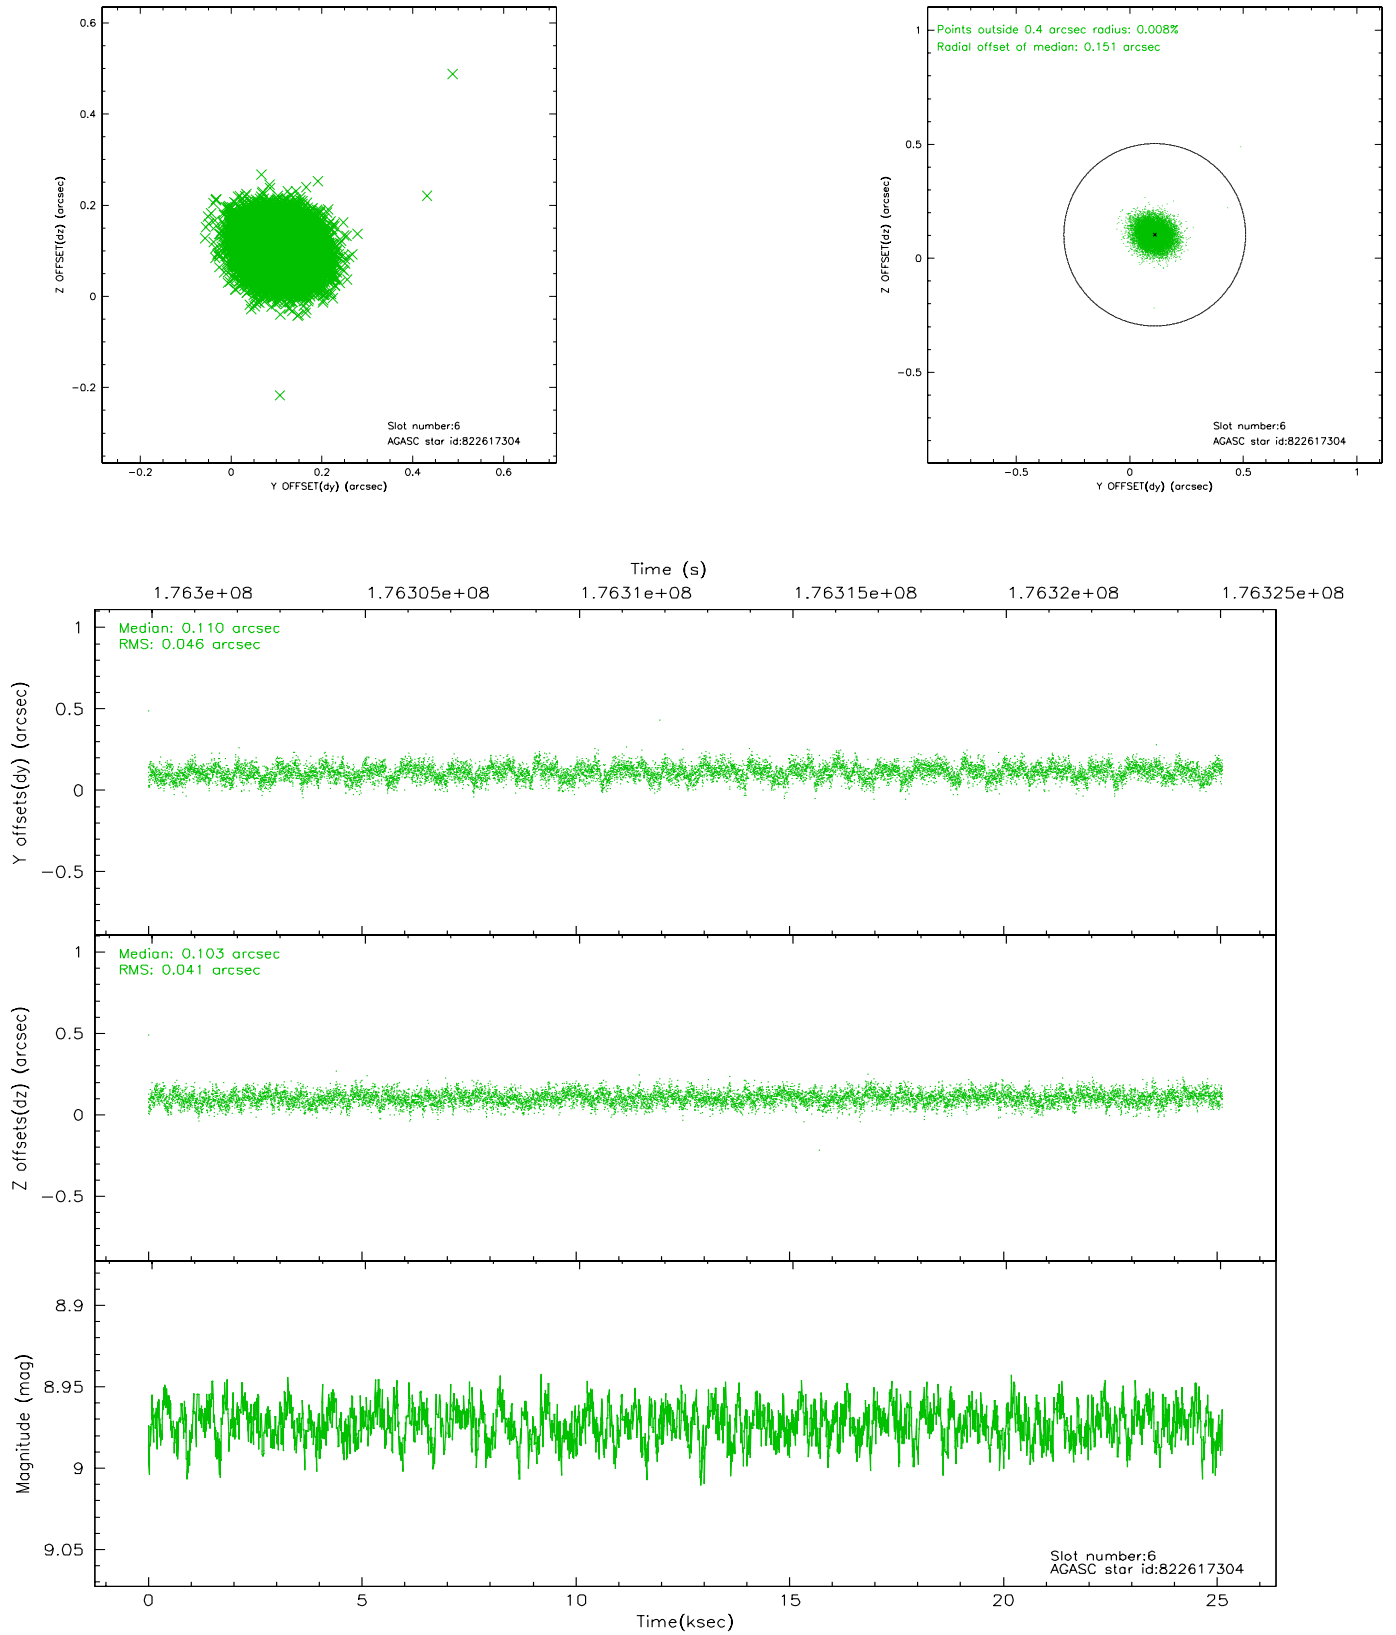 0.6
0.4
0.2
0
−0.2
Z OFFSET(dz) (arcsec)
Slot number:6
AGASC star id:822617304
−0.2 0 0.2 0.4 0.6
Y OFFSET(dy) (arcsec)
Points outside 0.4 arcsec radius: 0.008%
Radial offset of median: 0.151 arcsec
1
0.5
0
−0.5
Z OFFSET(dz) (arcsec)
Slot number:6
AGASC star id:822617304
−0.5 0 0.5 1
Y OFFSET(dy) (arcsec)
Time (s)
1.763e+08 1.76305e+08 1.7631e+08 1.76315e+08 1.7632e+08 1.76325e+08
Median: 0.110 arcsec
RMS: 0.046 arcsec
1
0.5
0
−0.5
Y offsets(dy) (arcsec)
Median: 0.103 arcsec
RMS: 0.041 arcsec
1
0.5
0
−0.5
Z offsets(dz) (arcsec)
8.9
8.95
9
9.05
Magnitude (mag)
Slot number:6
AGASC star id:822617304
0 5 10 15 20 25
Time(ksec)